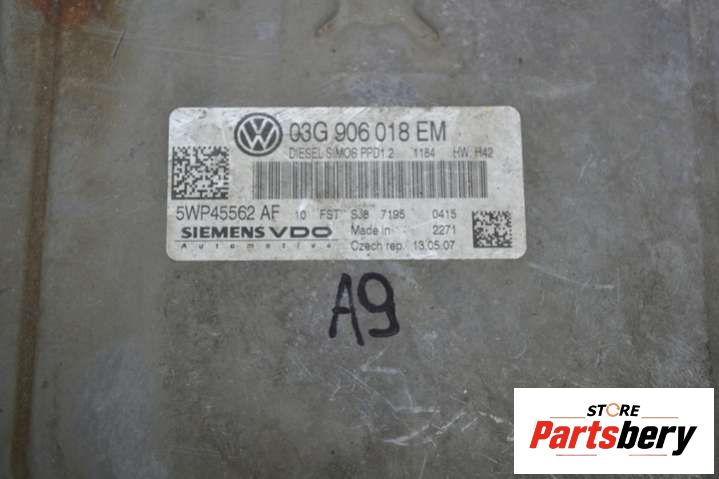 03G 906 018 EM
DIESEL SIMOS PPD1.2 1184 HW: H42
5WP45562 AF 10 FST SJ8 7195 0415
SIEMENS VDO Made in 2271
Automotive Czech rep. 13.05.07
A9
STORE
Partsbery